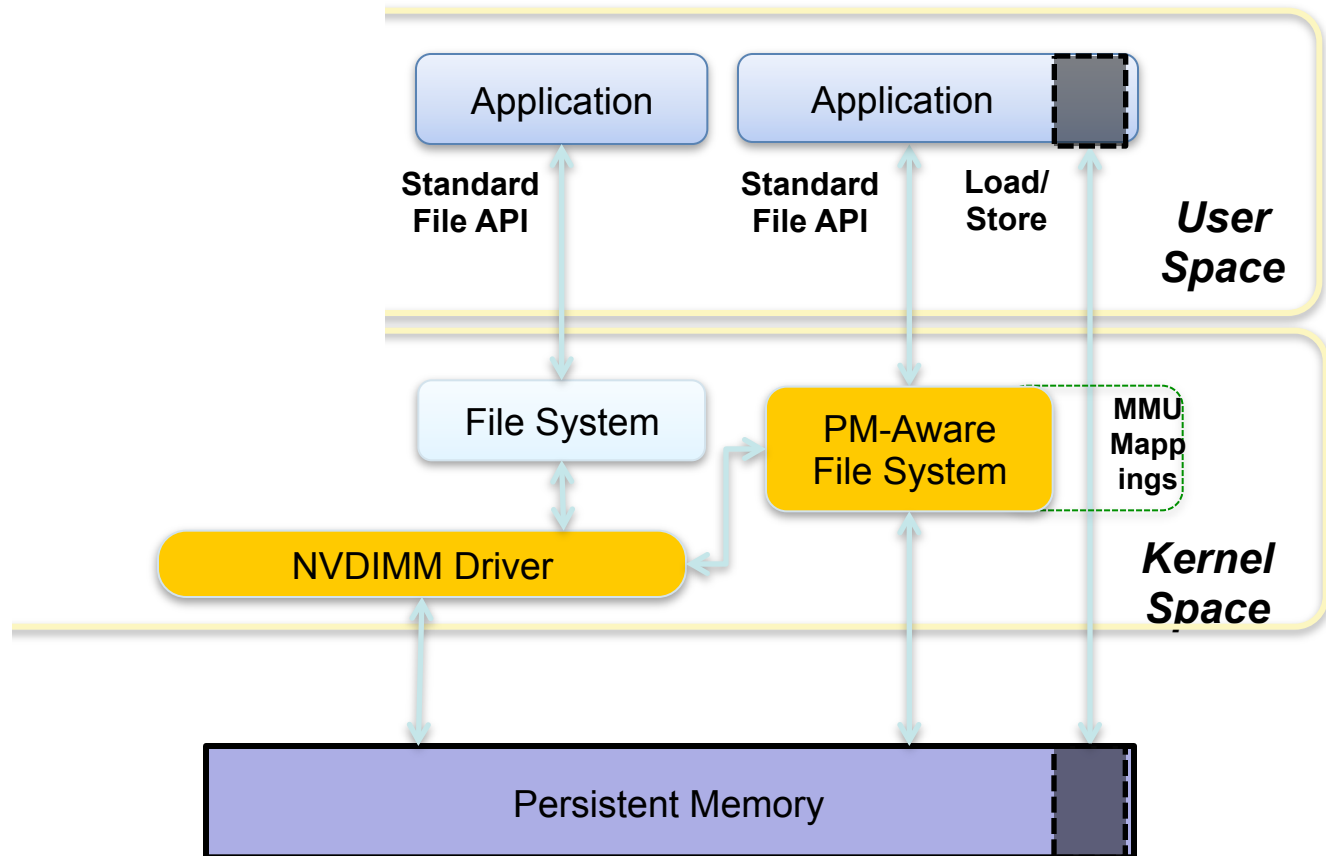 Application
Application
Standard
File API
Standard
File API
Load/
Store
User
Space
File System
PM-Aware
File System
MMU
Mapp
ings
NVDIMM Driver
Kernel
Space
Persistent Memory